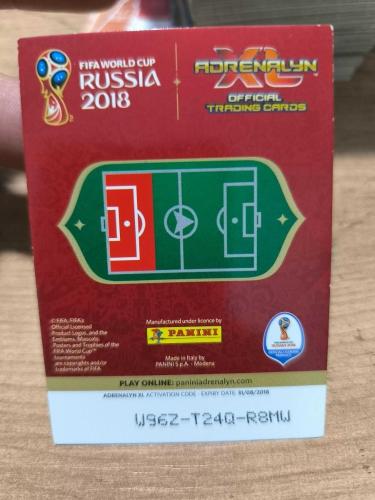 FIFA WORLD CUP
RUSSIA
2018
ADRENALYN
XL
OFFICIAL
TRADING CARDS
© FIFA, FIFA's
Official Licensed
Product Logos, and the
Emblems, Mascots,
Posters and Trophies of the
FIFA World Cup™
tournaments
are copyrights and/or
trademarks of FIFA
Manufactured under licence by
PANINI
Made in Italy by
PANINI S.p.A. - Modena
RUSSIA 2018
PLAY ONLINE: paniniadrenalyn.com
ADRENALYN XL ACTIVATION CODE - EXPIRY DATE: 31/08/2018
W96Z-T24Q-R8MW